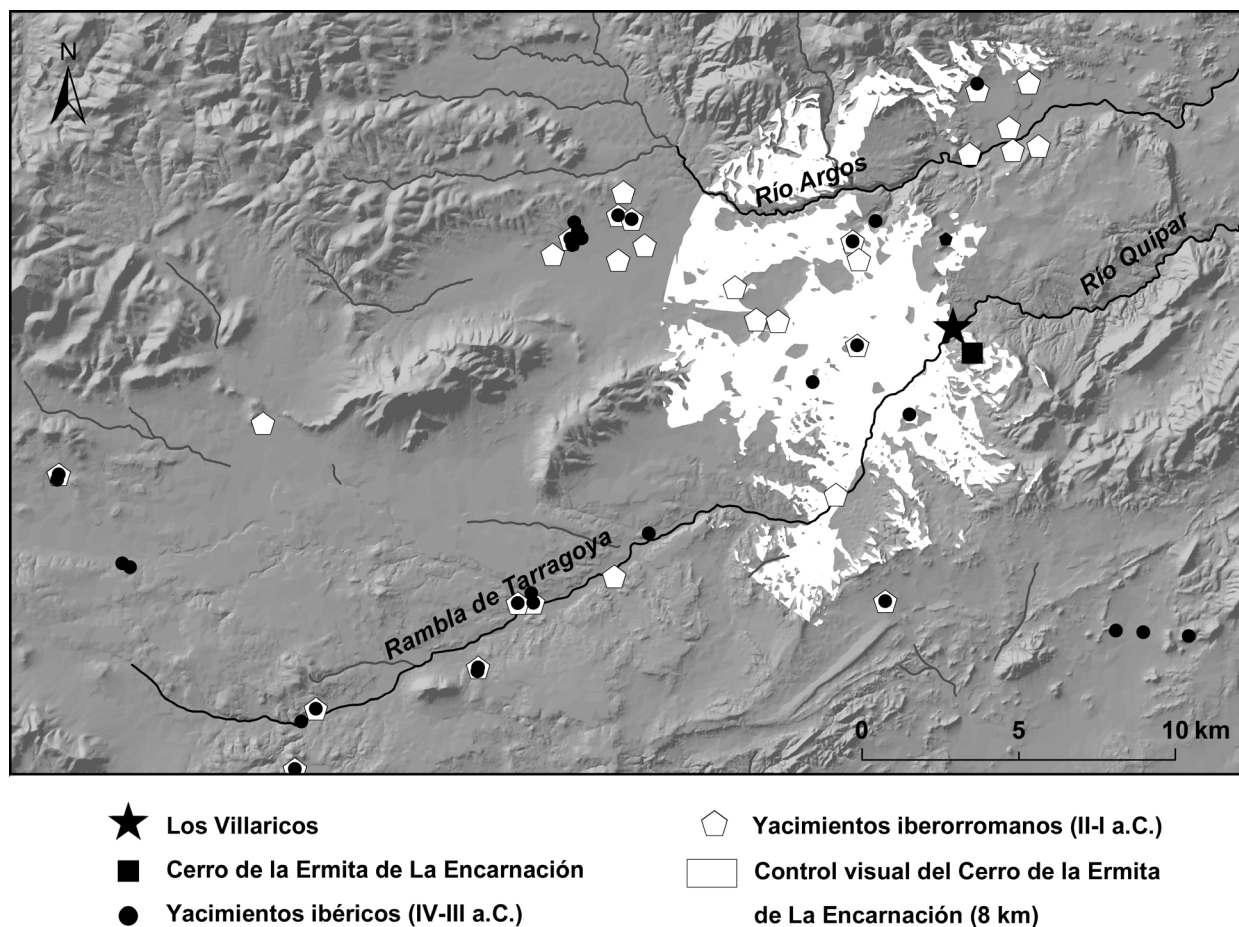 N
Río Argos
Río Quipar
Rambla de Tarragoya
0 5 10 km
Los Villaricos
Cerro de la Ermita de La Encarnación
Yacimientos ibéricos (IV-III a.C.)
Yacimientos iberorromanos (II-I a.C.)
Control visual del Cerro de la Ermita
de La Encarnación (8 km)